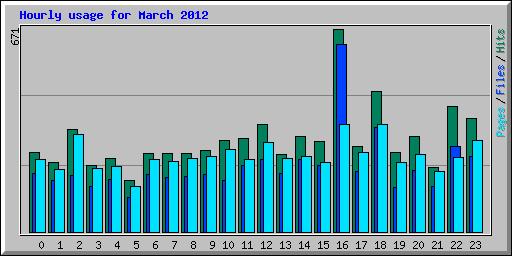 Hourly usage for March 2012
671
Pages / Files / Hits
0 1 2 3 4 5 6 7 8 9 10 11 12 13 14 15 16 17 18 19 20 21 22 23